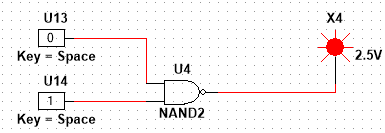 U13
0
Key = Space
U14
1
Key = Space
U4
NAND2
X4
2.5V